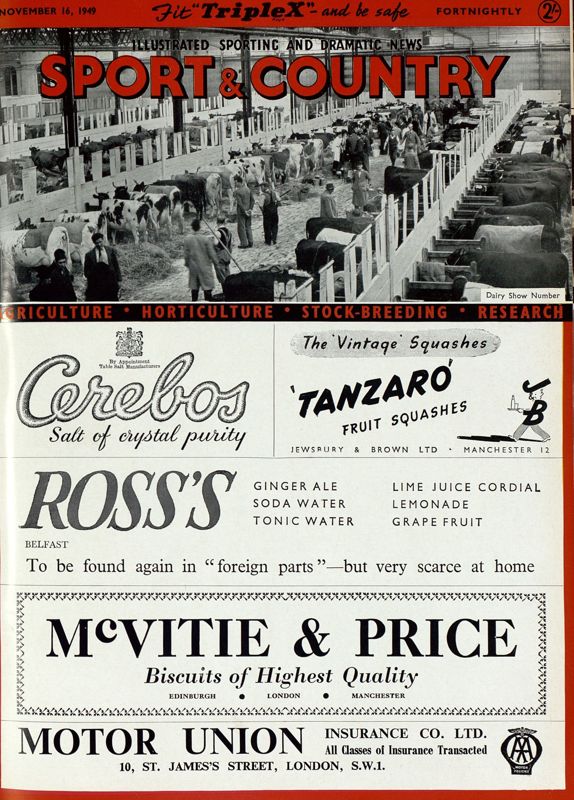 NOVEMBER 16, 1949
Fit "TripleX" - and be safe
FORTNIGHTLY
2/-
ILLUSTRATED SPORTING AND DRAMATIC NEWS
SPORT & COUNTRY
Dairy Show Number
GRICULTURE • HORTICULTURE • STOCK-BREEDING • RESEARCH
By Appointment
Table Salt Manufacturers
Cerebos
Salt of crystal purity
The 'Vintage' Squashes
'TANZARO'
FRUIT SQUASHES
J & B
JEWSBURY & BROWN LTD • MANCHESTER 12
ROSS'S
BELFAST
GINGER ALE
SODA WATER
TONIC WATER
LIME JUICE CORDIAL
LEMONADE
GRAPE FRUIT
To be found again in "foreign parts"—but very scarce at home
McVITIE & PRICE
Biscuits of Highest Quality
EDINBURGH • LONDON • MANCHESTER
MOTOR UNION
INSURANCE CO. LTD.
All Classes of Insurance Transacted
10, ST. JAMES'S STREET, LONDON, S.W.1.
AA
MOTOR POLICIES